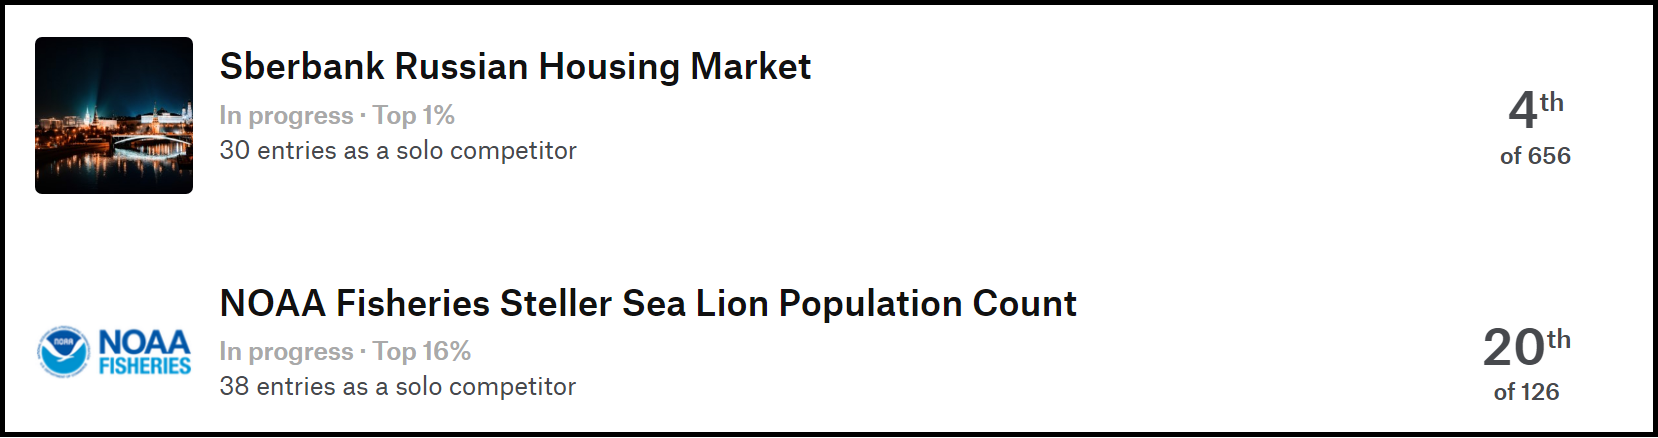 Sberbank Russian Housing Market
In progress · Top 1%
30 entries as a solo competitor
4th
of 656
NOAA Fisheries Steller Sea Lion Population Count
In progress · Top 16%
38 entries as a solo competitor
20th
of 126
NOAA
NOAA
FISHERIES